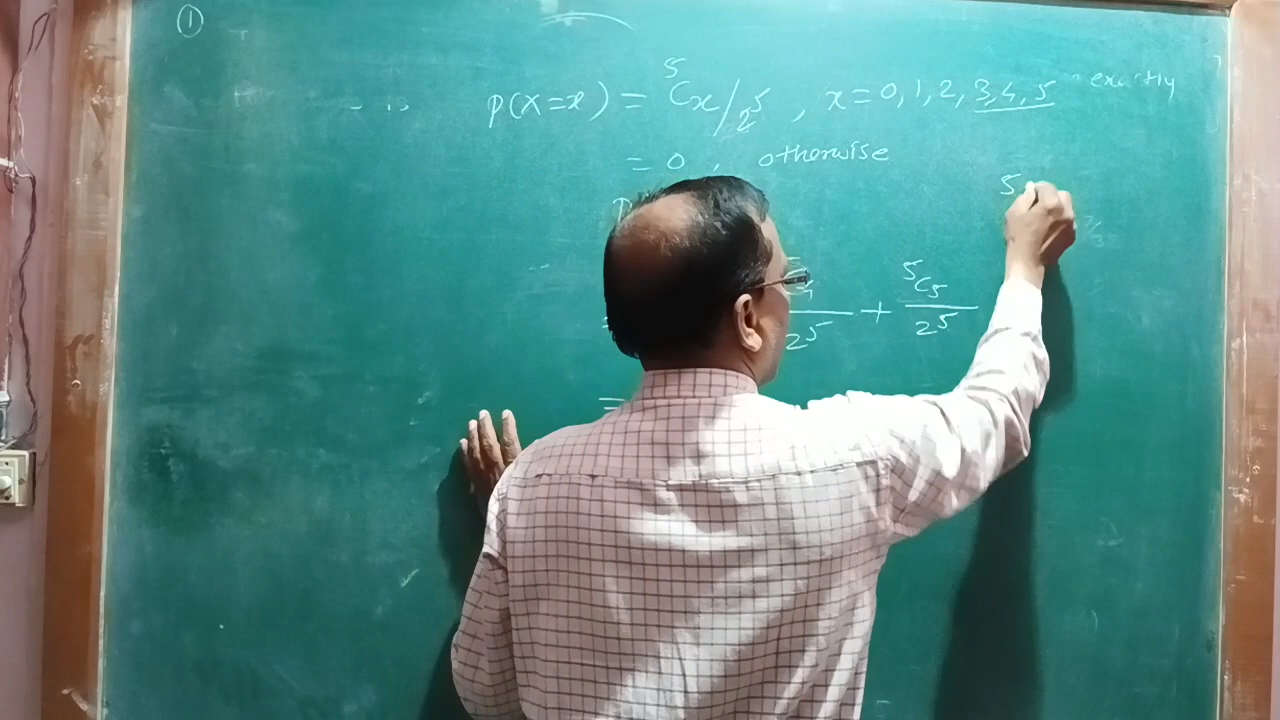 ①
P(X=x) = ⁵Cx/2⁵ , x=0,1,2,3,4,5 exactly
= 0 , otherwise
5
2⁵ + ⁵C₅/2⁵
=